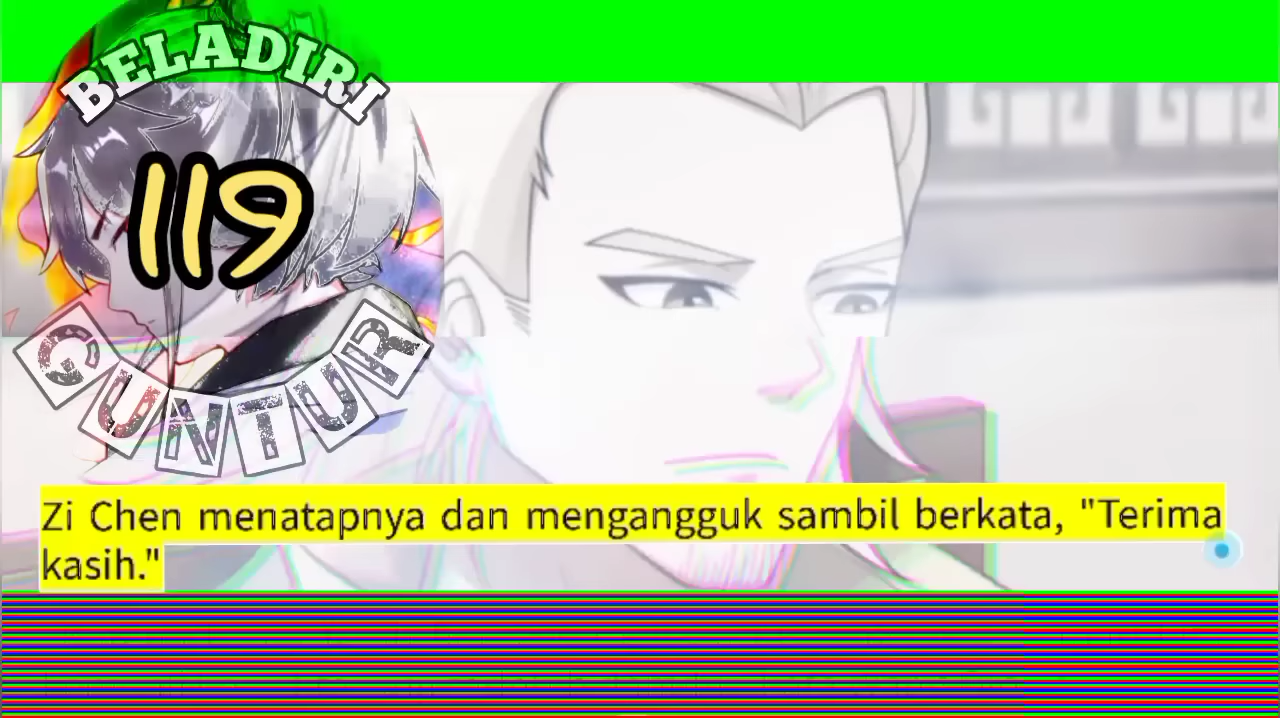 BELADIRI
119
GUNTUR
Zi Chen menatapnya dan mengangguk sambil berkata, "Terima
kasih."